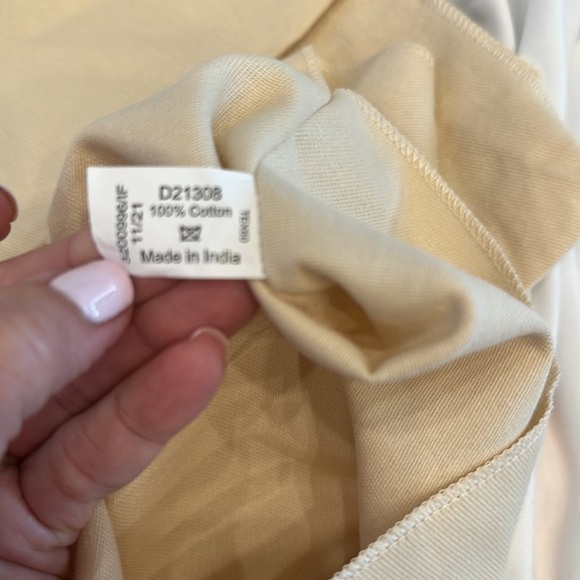 D21308
100% Cotton
Made in India
11/21